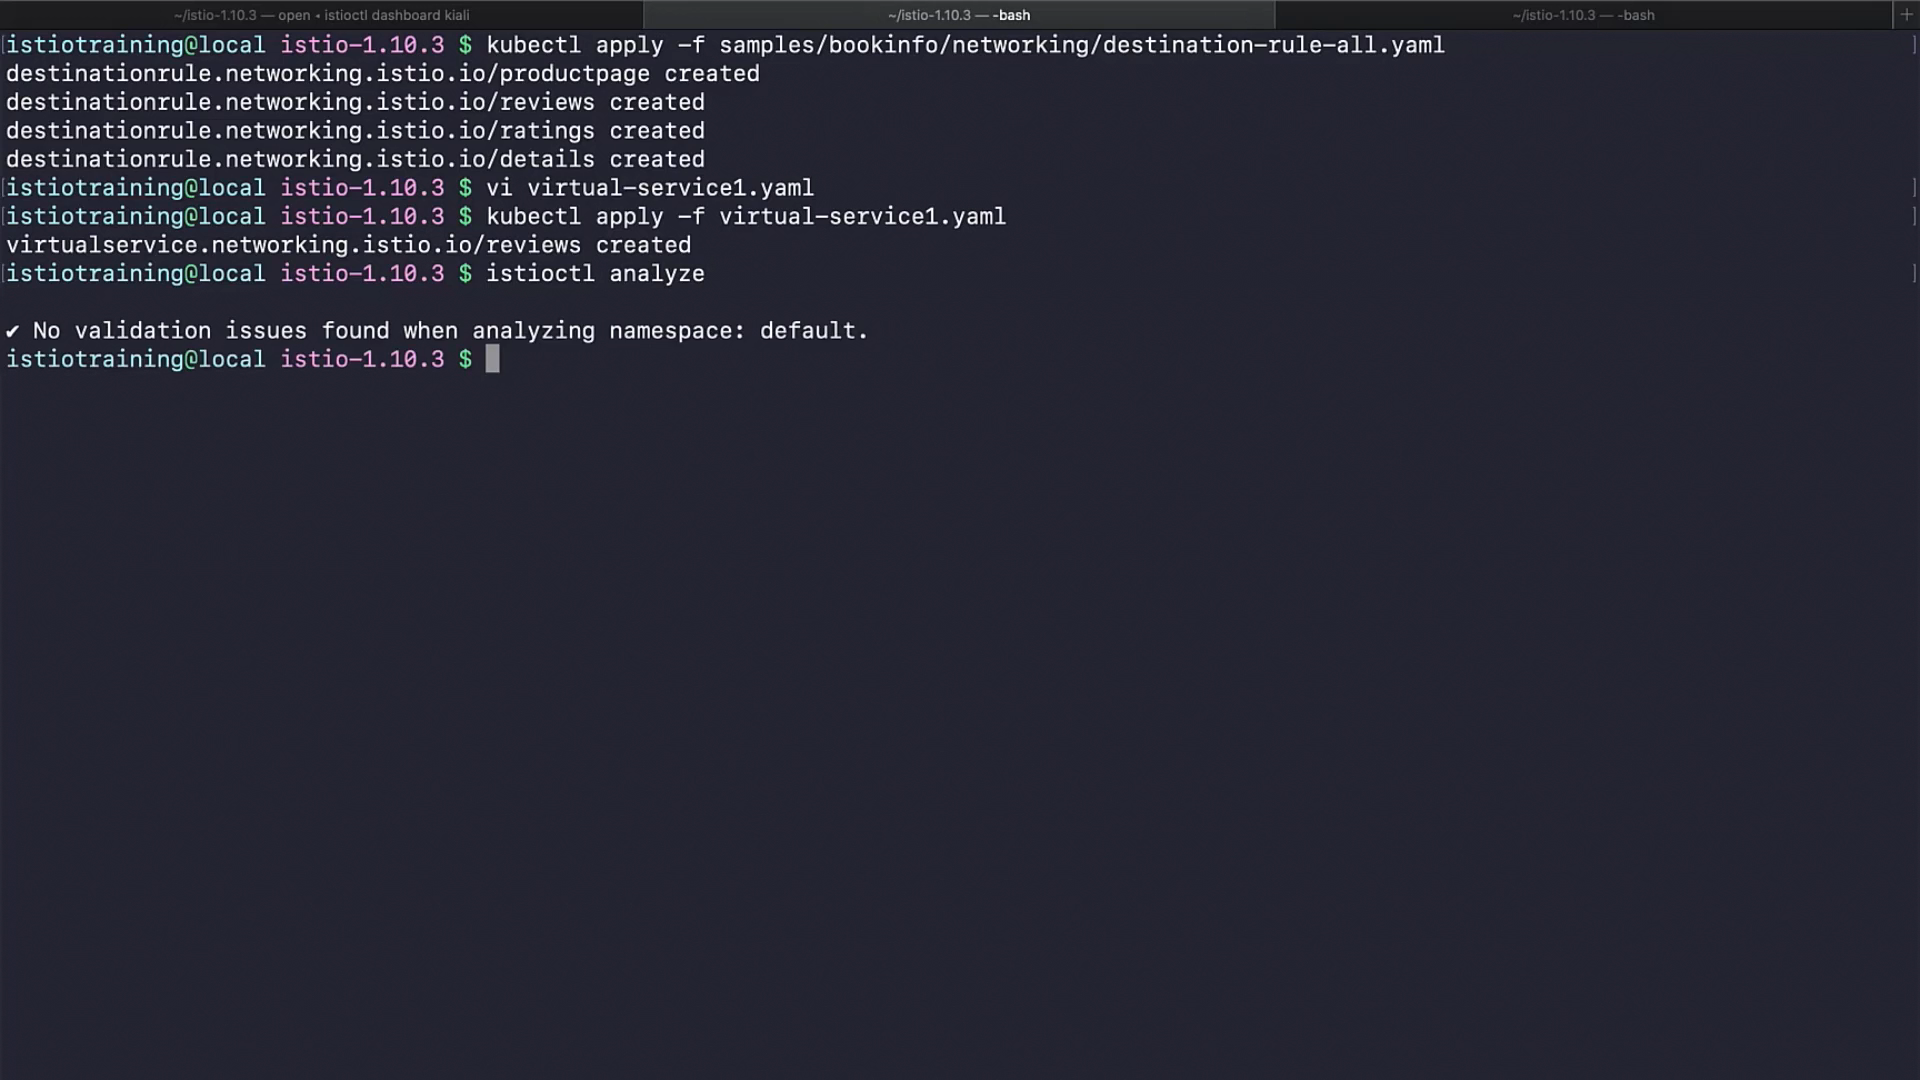 ~/istio-1.10.3 — open • istioctl dashboard kiali
~/istio-1.10.3 — -bash
~/istio-1.10.3 — -bash
+
[istiotraining@local istio-1.10.3 $ kubectl apply -f samples/bookinfo/networking/destination-rule-all.yaml ]
destinationrule.networking.istio.io/productpage created
destinationrule.networking.istio.io/reviews created
destinationrule.networking.istio.io/ratings created
destinationrule.networking.istio.io/details created
[istiotraining@local istio-1.10.3 $ vi virtual-service1.yaml ]
[istiotraining@local istio-1.10.3 $ kubectl apply -f virtual-service1.yaml ]
virtualservice.networking.istio.io/reviews created
[istiotraining@local istio-1.10.3 $ istioctl analyze ]
✔ No validation issues found when analyzing namespace: default.
istiotraining@local istio-1.10.3 $